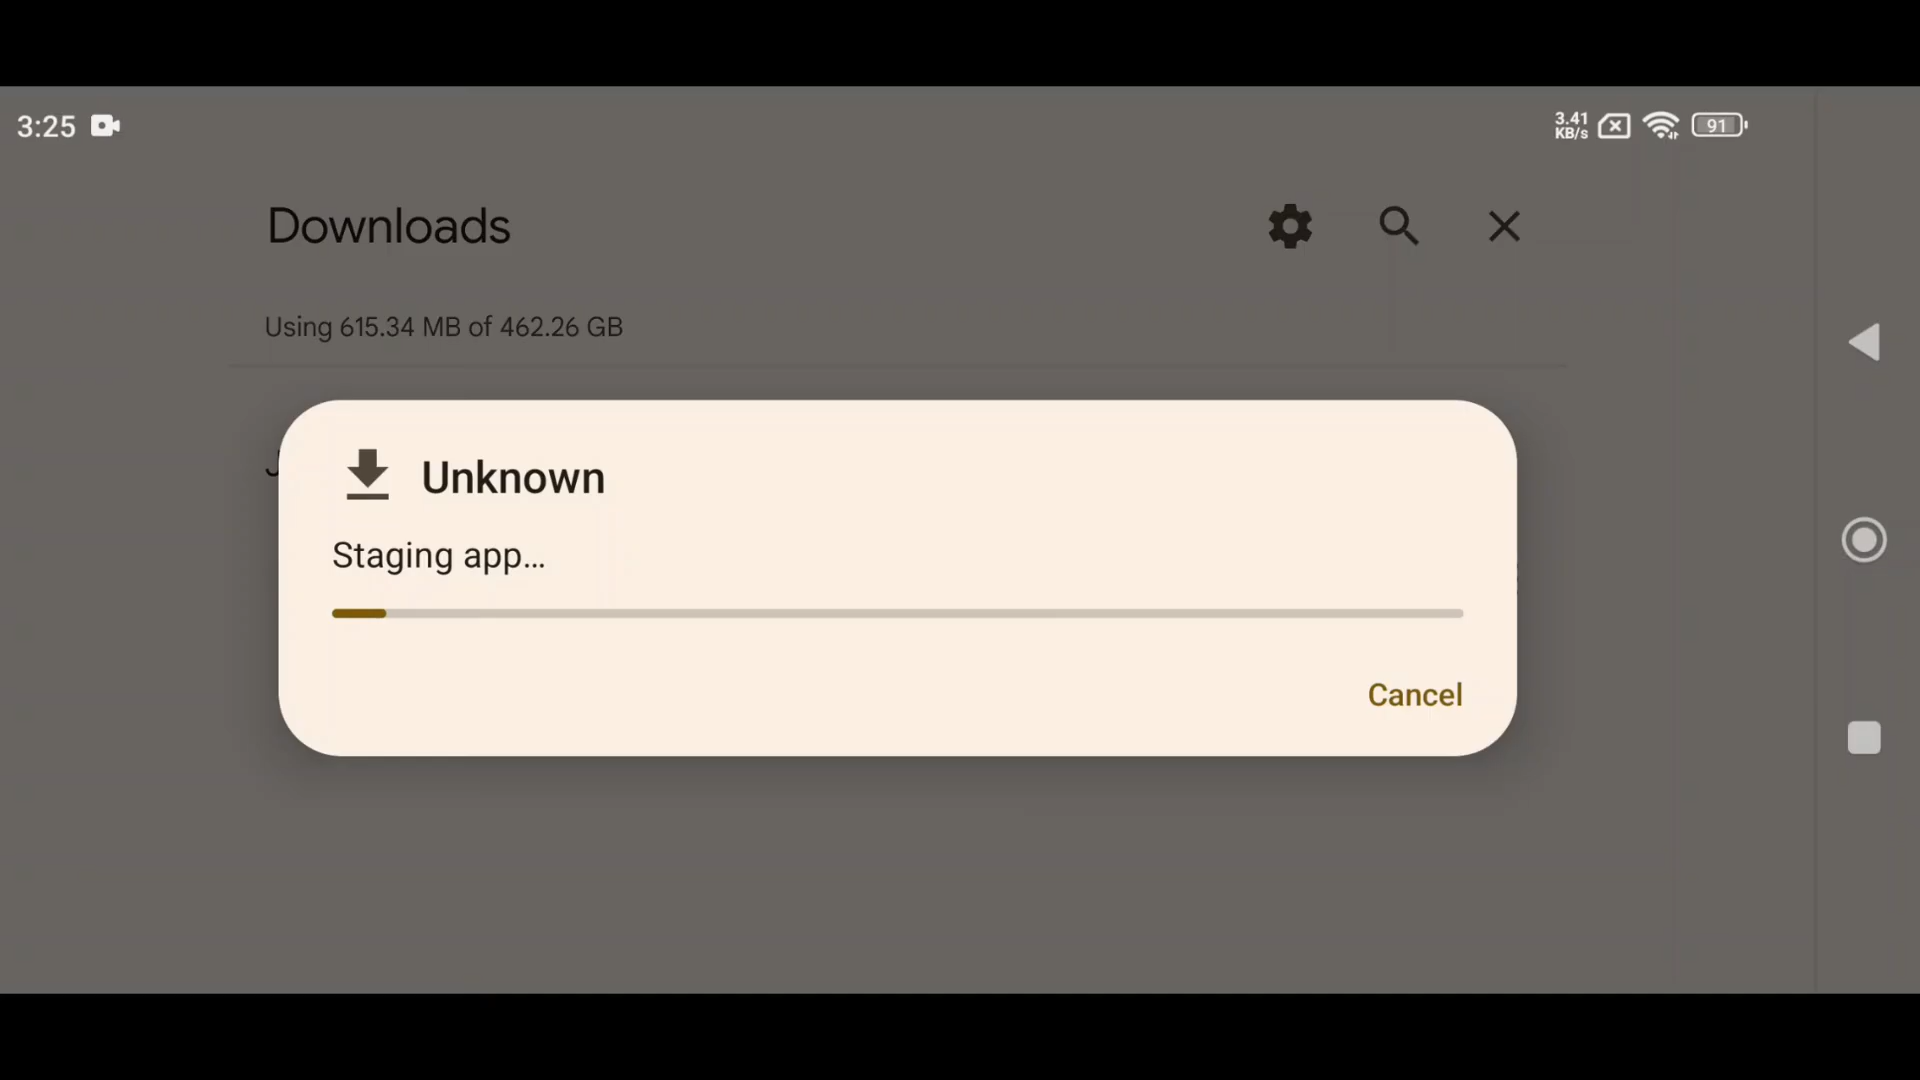 3:25
3.41
KB/s
91
Downloads
Using 615.34 MB of 462.26 GB
Unknown
Staging app...
Cancel